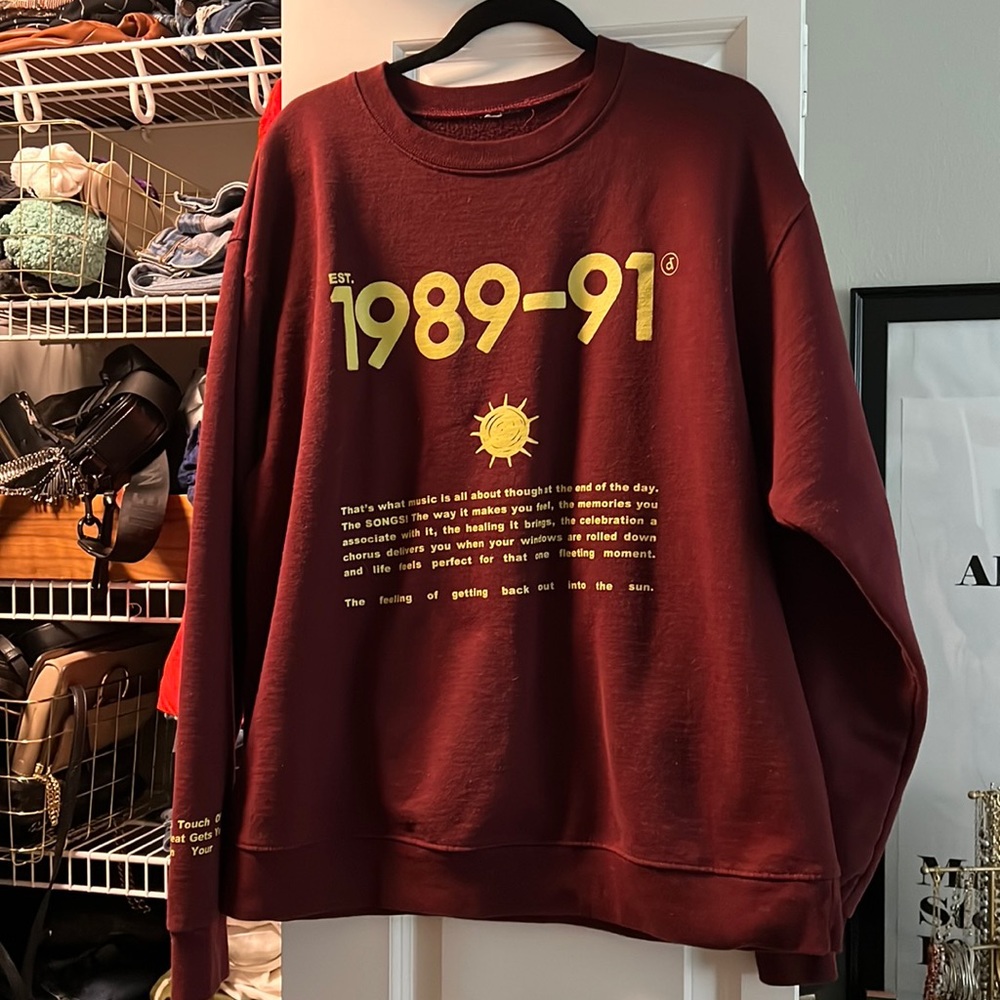 EST.
1989-91
That's what music is all about thoughat the end of the day.
The SONGS! The way it makes you feel, the memories you
associate with it, the healing it brings, the celebration a
chorus delivers you when your windows are rolled down
and life feels perfect for that one fleeting moment.
The feeling of getting back out into the sun.
Touch
eat Gets
Your
EN